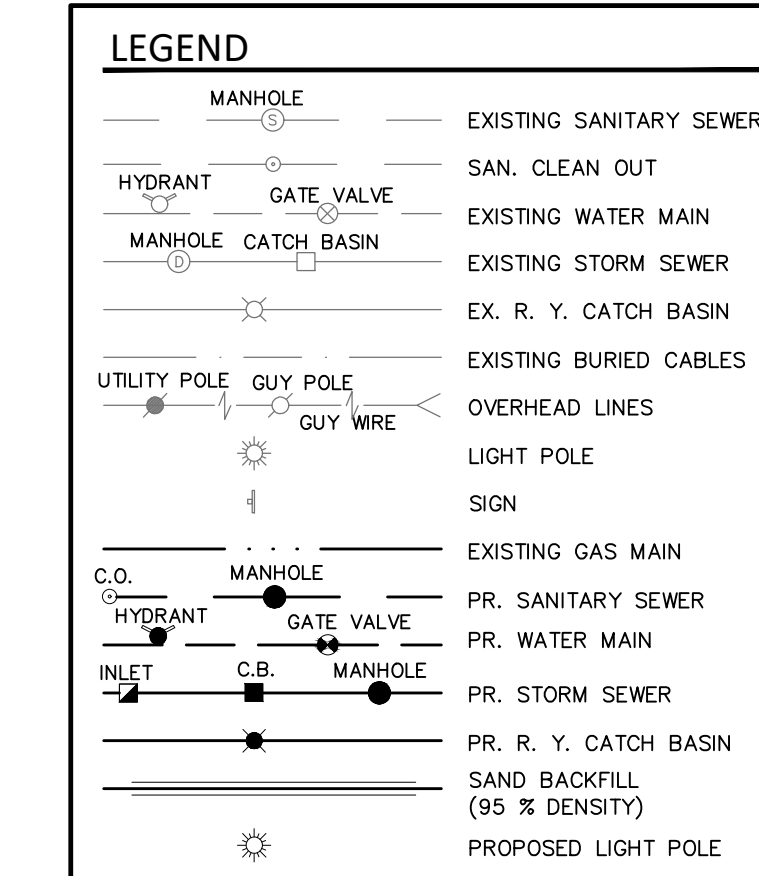 LEGEND
MANHOLE
S
EXISTING SANITARY SEWER
SAN. CLEAN OUT
HYDRANT
GATE VALVE
EXISTING WATER MAIN
MANHOLE CATCH BASIN
D
EXISTING STORM SEWER
EX. R. Y. CATCH BASIN
EXISTING BURIED CABLES
UTILITY POLE GUY POLE
OVERHEAD LINES
GUY WIRE
LIGHT POLE
SIGN
EXISTING GAS MAIN
C.O. MANHOLE
PR. SANITARY SEWER
HYDRANT GATE VALVE
PR. WATER MAIN
INLET C.B. MANHOLE
PR. STORM SEWER
PR. R. Y. CATCH BASIN
SAND BACKFILL
(95 % DENSITY)
PROPOSED LIGHT POLE